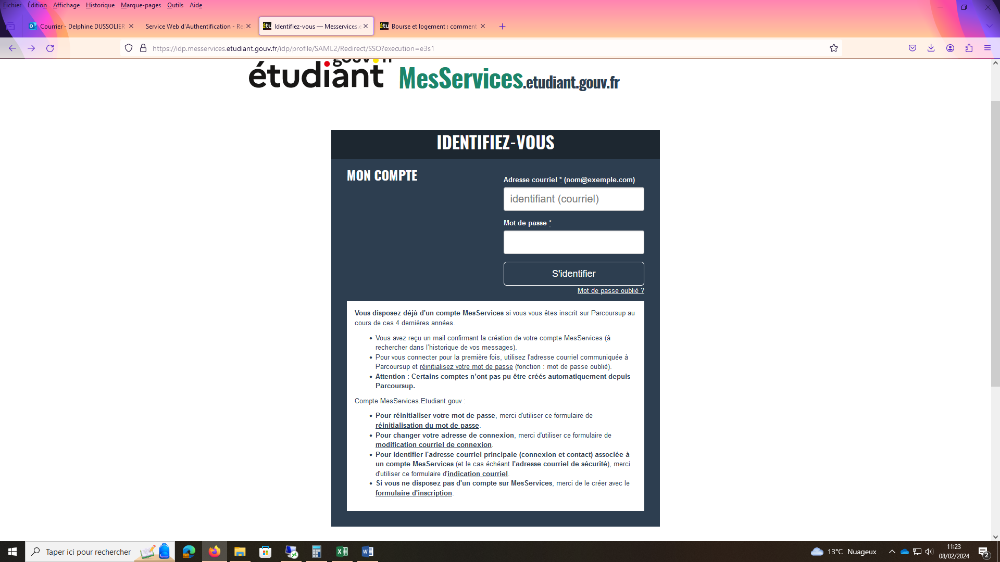 Fichier Édition Affichage Historique Marque-pages Outils Aide
Courrier - Delphine DUSSOLIER
Service Web d'Authentification - Re
étu Identifiez-vous — Messervices.e
étu Bourse et logement : comment
https://idp.messervices.etudiant.gouv.fr/idp/profile/SAML2/Redirect/SSO?execution=e3s1
étudiant gouv.fr
MesServices.etudiant.gouv.fr
IDENTIFIEZ-VOUS
MON COMPTE
Adresse courriel * (nom@exemple.com)
identifiant (courriel)
Mot de passe *
S'identifier
Mot de passe oublié ?
Vous disposez déjà d'un compte MesServices si vous vous êtes inscrit sur Parcoursup au
cours de ces 4 dernières années.
• Vous avez reçu un mail confirmant la création de votre compte MesServices (à
rechercher dans l’historique de vos messages).
• Pour vous connecter pour la première fois, utilisez l'adresse courriel communiquée à
Parcoursup et réinitialisez votre mot de passe (fonction : mot de passe oublié).
• Attention : Certains comptes n’ont pas pu être créés automatiquement depuis
Parcoursup.
Compte MesServices.Etudiant.gouv :
• Pour réinitialiser votre mot de passe, merci d'utiliser ce formulaire de
réinitialisation du mot de passe.
• Pour changer votre adresse de connexion, merci d'utiliser ce formulaire de
modification courriel de connexion.
• Pour identifier l'adresse courriel principale (connexion et contact) associée à
un compte MesServices (et le cas échéant l'adresse courriel de sécurité), merci
d'utiliser ce formulaire d'indication courriel.
• Si vous ne disposez pas d'un compte sur MesServices, merci de le créer avec le
formulaire d'inscription.
Taper ici pour rechercher
13°C Nuageux
11:23
08/02/2024
2